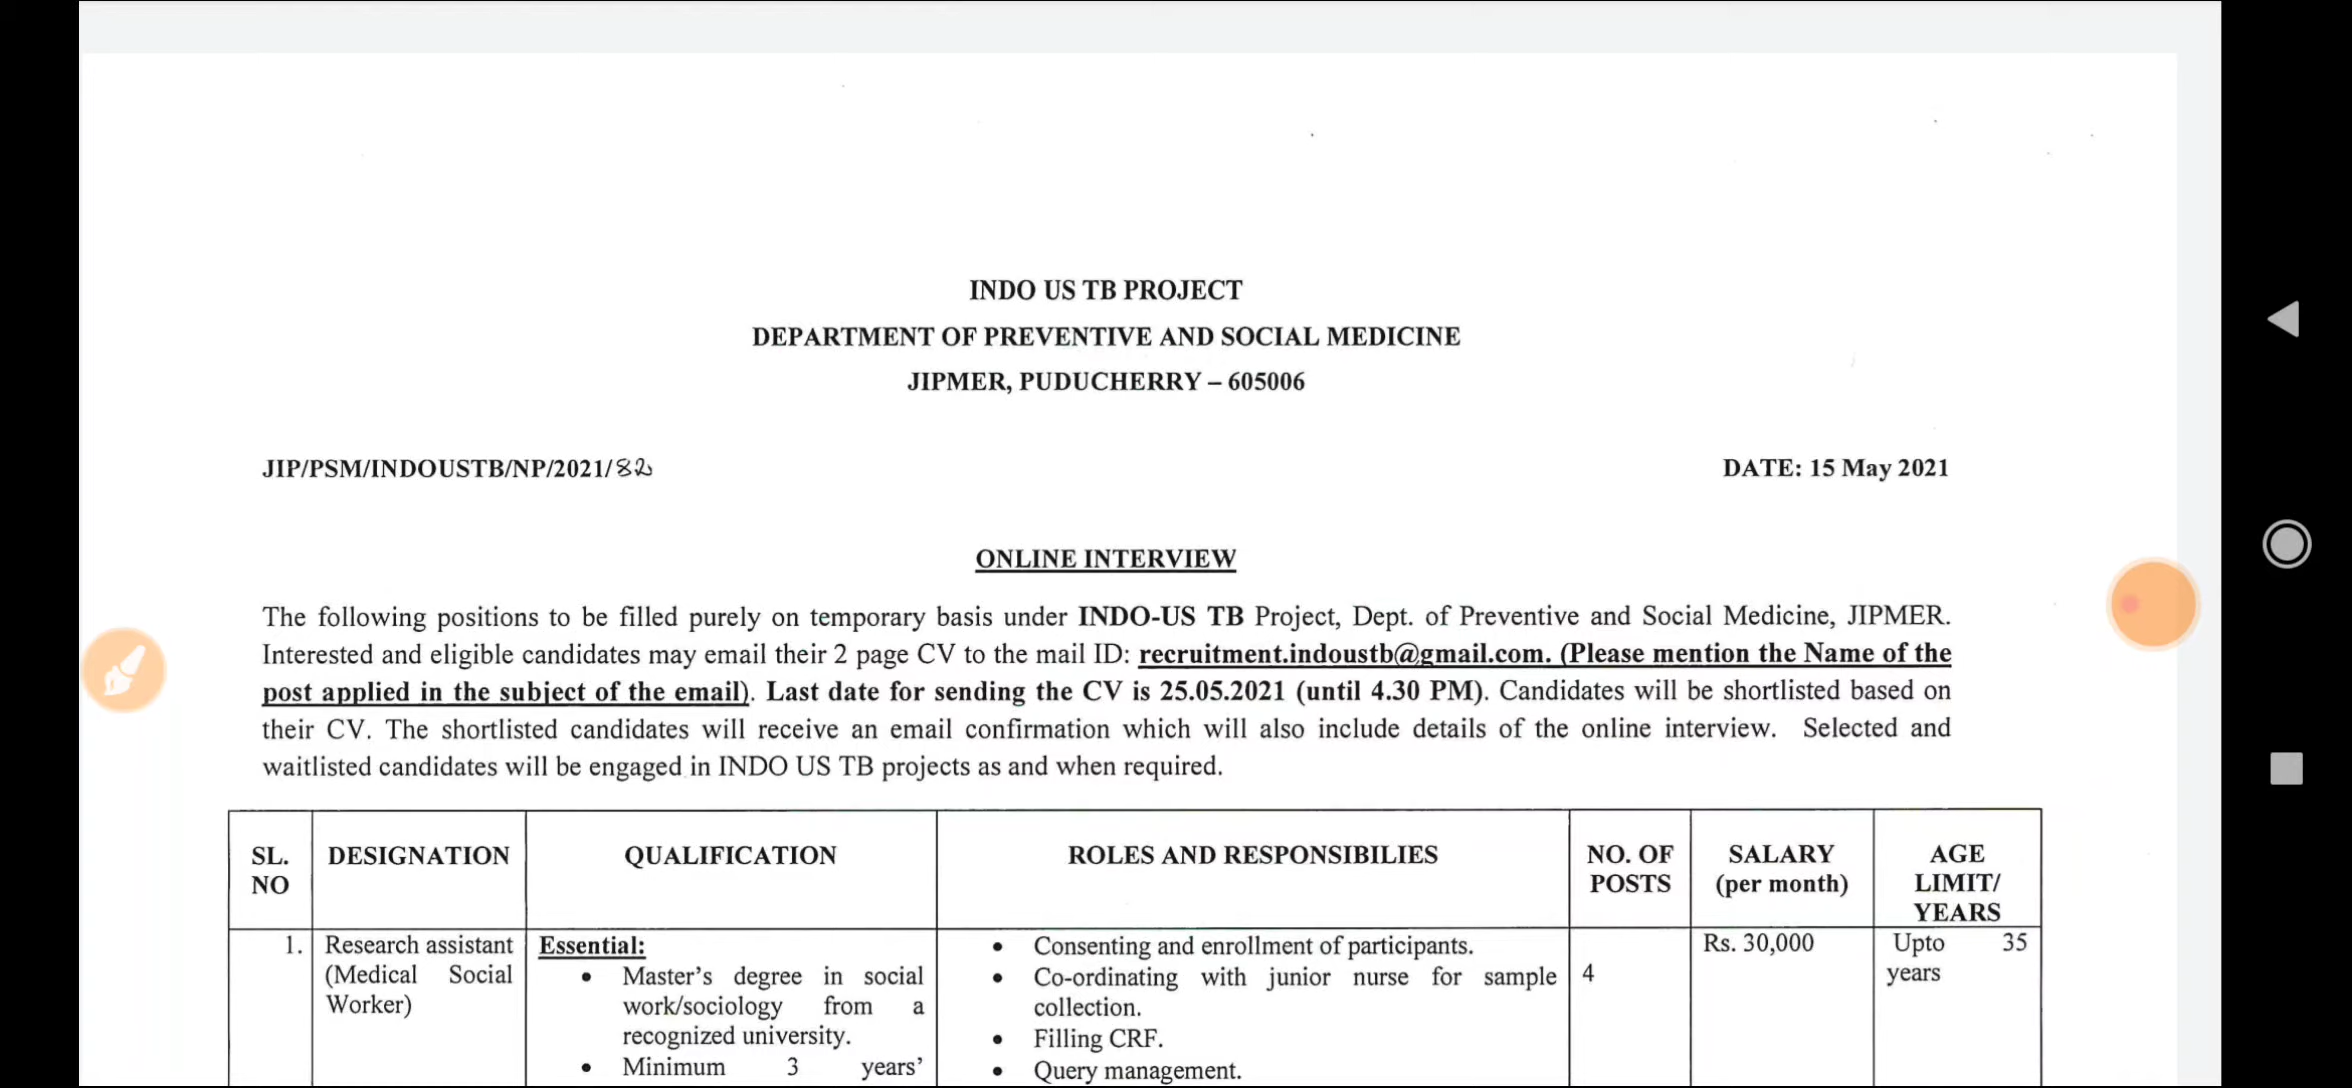 INDO US TB PROJECT
DEPARTMENT OF PREVENTIVE AND SOCIAL MEDICINE
JIPMER, PUDUCHERRY – 605006
JIP/PSM/INDOUSTB/NP/2021/82
DATE: 15 May 2021
ONLINE INTERVIEW
The following positions to be filled purely on temporary basis under INDO-US TB Project, Dept. of Preventive and Social Medicine, JIPMER.
Interested and eligible candidates may email their 2 page CV to the mail ID: recruitment.indoustb@gmail.com. (Please mention the Name of the
post applied in the subject of the email). Last date for sending the CV is 25.05.2021 (until 4.30 PM). Candidates will be shortlisted based on
their CV. The shortlisted candidates will receive an email confirmation which will also include details of the online interview. Selected and
waitlisted candidates will be engaged in INDO US TB projects as and when required.
SL.
NO
DESIGNATION
QUALIFICATION
ROLES AND RESPONSIBILIES
NO. OF
POSTS
SALARY
(per month)
AGE
LIMIT/
YEARS
1.
Research assistant
(Medical Social
Worker)
Essential:
• Master's degree in social
work/sociology from a
recognized university.
• Minimum 3 years'
• Consenting and enrollment of participants.
• Co-ordinating with junior nurse for sample
collection.
• Filling CRF.
• Query management.
4
Rs. 30,000
Upto 35
years